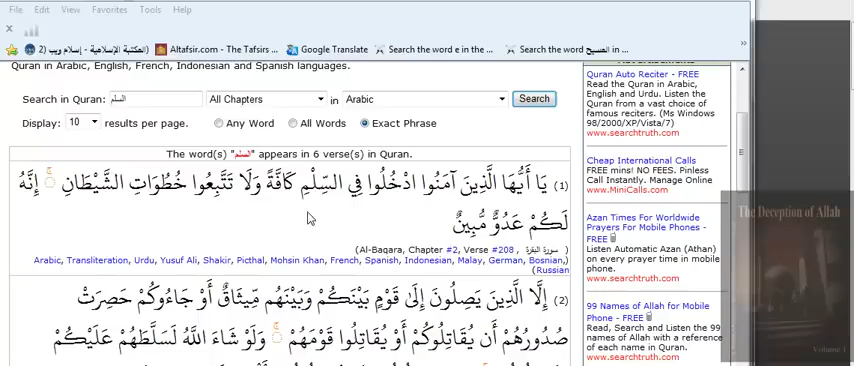 File Edit View Favorites Tools Help
(المكتبة الإسلامية - إسلام ويب (2 Altafsir.com - The Tafsirs ... Google Translate Search the word e in the ... Search the word المسيح in ... »
Quran in Arabic, English, French, Indonesian and Spanish languages.
Search in Quran: السلم All Chapters in Arabic Search
Display: 10 results per page. Any Word All Words Exact Phrase
The word(s) "السلم" appears in 6 verse(s) in Quran.
(1) يَا أَيُّهَا الَّذِينَ آمَنُوا ادْخُلُوا فِي السِّلْمِ كَافَّةً وَلَا تَتَّبِعُوا خُطُوَاتِ الشَّيْطَانِ ۚ إِنَّهُ
لَكُمْ عَدُوٌّ مُّبِينٌ
(Al-Baqara, Chapter #2, Verse #208, سورة البقرة )
Arabic, Transliteration, Urdu, Yusuf Ali, Shakir, Picthal, Mohsin Khan, French, Spanish, Indonesian, Malay, German, Bosnian,)
(Russian
(2) إِلَّا الَّذِينَ يَصِلُونَ إِلَىٰ قَوْمٍ بَيْنَكُمْ وَبَيْنَهُم مِّيثَاقٌ أَوْ جَاءُوكُمْ حَصِرَتْ
صُدُورُهُمْ أَن يُقَاتِلُوكُمْ أَوْ يُقَاتِلُوا قَوْمَهُمْ ۚ وَلَوْ شَاءَ اللَّهُ لَسَلَّطَهُمْ عَلَيْكُمْ
Quran Auto Reciter - FREE
Read the Quran in Arabic,
English and Urdu. Listen the
Quran from a vast choice of
famous reciters. (Ms Windows
98/2000/XP/Vista/7)
www.searchtruth.com
Cheap International Calls
FREE mins! NO FEES. Pinless
Call Instantly. Manage Online
www.MiniCalls.com
Azan Times For Worldwide
Prayers For Mobile Phones -
FREE
Listen Automatic Azan (Athan)
on every prayer time in mobile
phone.
searchtruth.com
99 Names of Allah for Mobile
Phone - FREE
Read, Search and Listen the 99
names of Allah with a reference
of each name in Quran.
www.searchtruth.com
The Deception of Allah
Volume 1